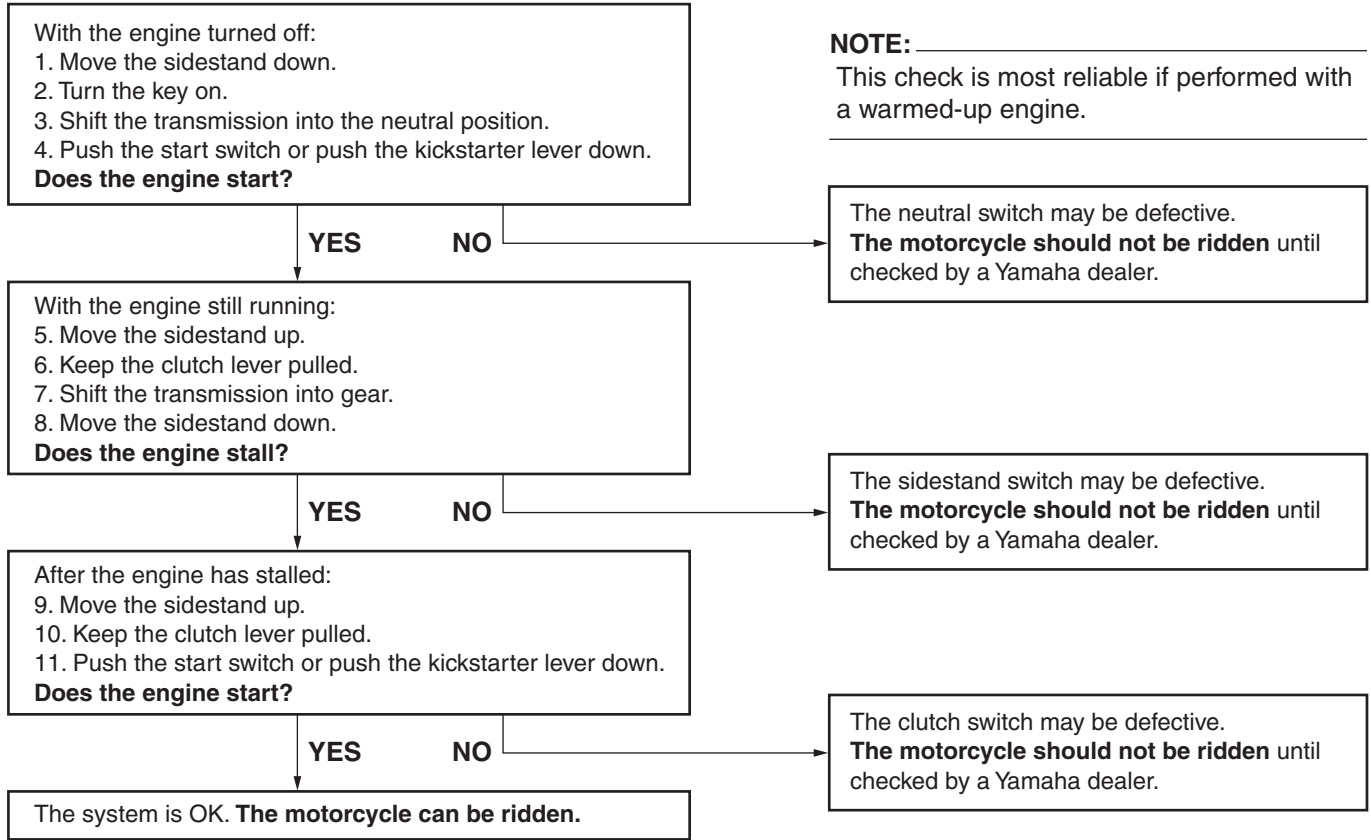 With the engine turned off:
1. Move the sidestand down.
2. Turn the key on.
3. Shift the transmission into the neutral position.
4. Push the start switch or push the kickstarter lever down.
Does the engine start?
NOTE:
This check is most reliable if performed with
a warmed-up engine.
YES
NO
The neutral switch may be defective.
The motorcycle should not be ridden until
checked by a Yamaha dealer.
With the engine still running:
5. Move the sidestand up.
6. Keep the clutch lever pulled.
7. Shift the transmission into gear.
8. Move the sidestand down.
Does the engine stall?
YES
NO
The sidestand switch may be defective.
The motorcycle should not be ridden until
checked by a Yamaha dealer.
After the engine has stalled:
9. Move the sidestand up.
10. Keep the clutch lever pulled.
11. Push the start switch or push the kickstarter lever down.
Does the engine start?
YES
NO
The clutch switch may be defective.
The motorcycle should not be ridden until
checked by a Yamaha dealer.
The system is OK. The motorcycle can be ridden.